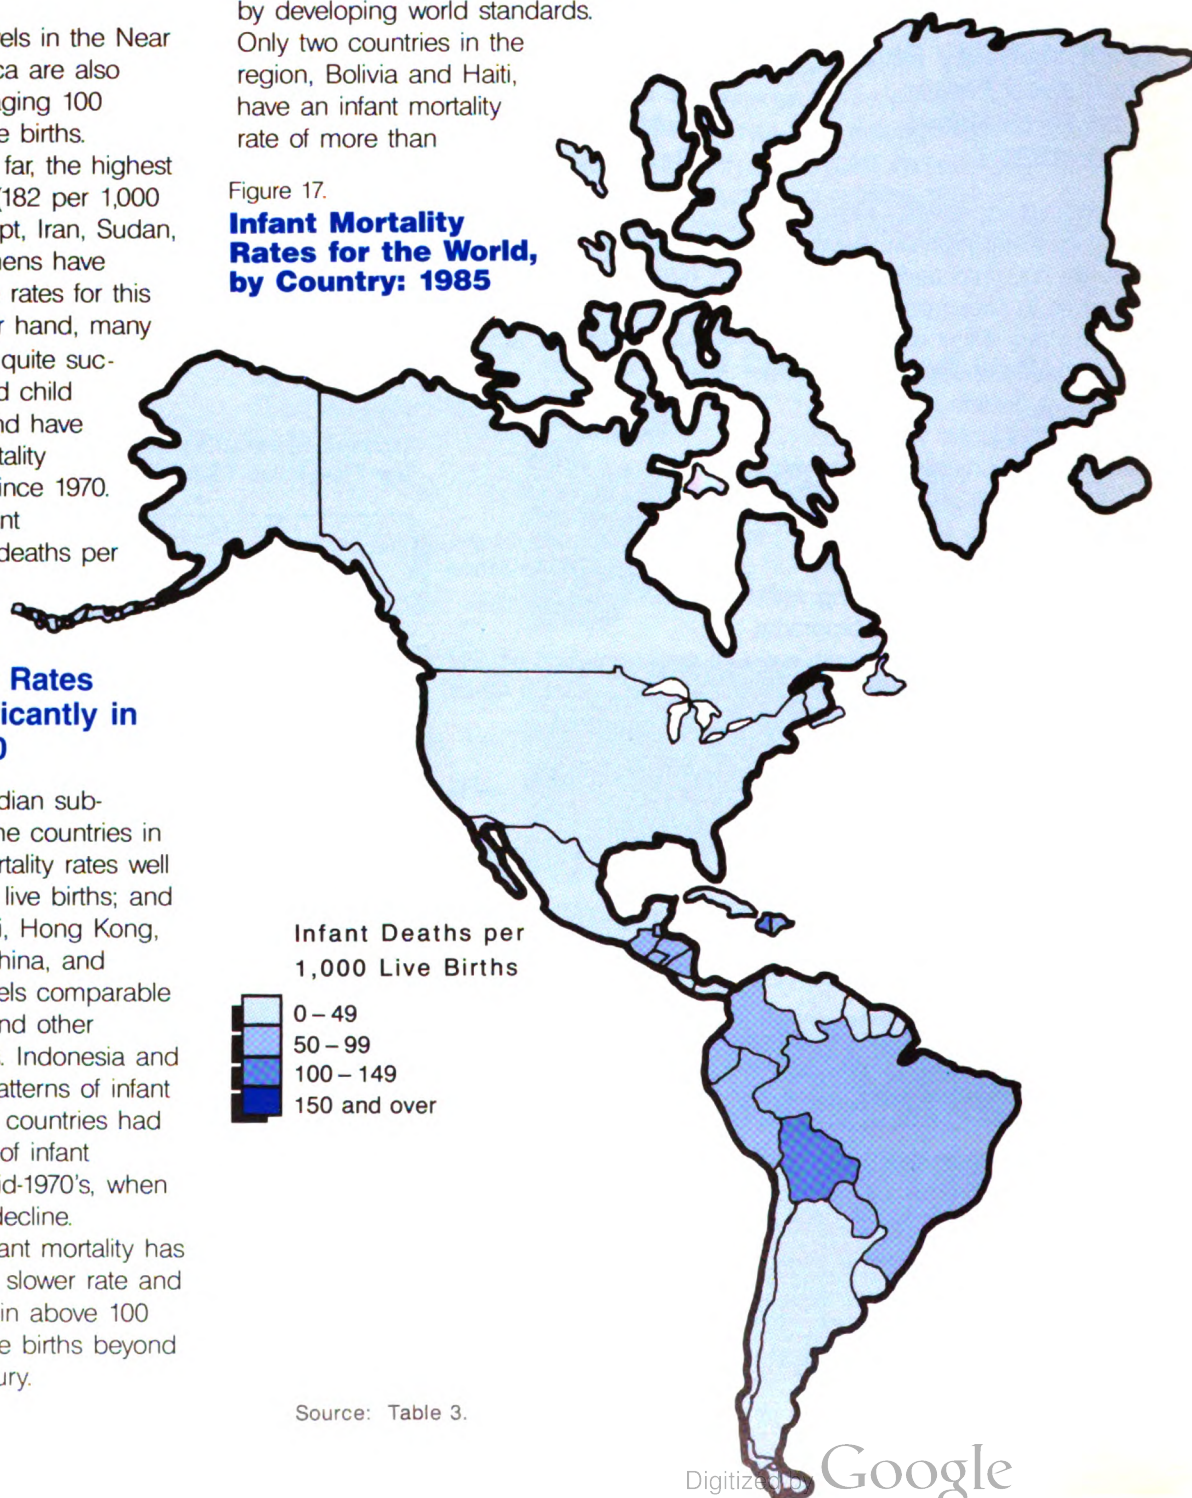 els in the Near
ca are also
ging 100
e births.
far, the highest
(182 per 1,000
pt, Iran, Sudan,
ens have
rates for this
r hand, many
quite suc-
d child
nd have
tality
ince 1970.
nt
deaths per
Rates
icantly in
0
dian sub-
ne countries in
rtality rates well
live births; and
i, Hong Kong,
hina, and
els comparable
nd other
. Indonesia and
atterns of infant
countries had
of infant
id-1970's, when
decline.
ant mortality has
slower rate and
in above 100
e births beyond
ury.
by developing world standards.
Only two countries in the
region, Bolivia and Haiti,
have an infant mortality
rate of more than
Figure 17.
Infant Mortality
Rates for the World,
by Country: 1985
Infant Deaths per
1,000 Live Births
0 – 49
50 – 99
100 – 149
150 and over
Source: Table 3.
Digitized by Google